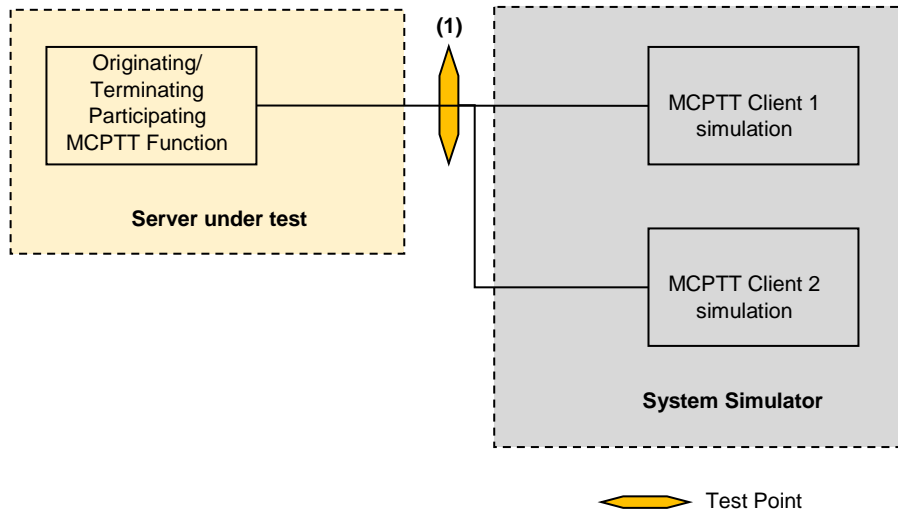 (1)
Originating/
Terminating
Participating
MCPTT Function
Server under test
MCPTT Client 1
simulation
MCPTT Client 2
simulation
System Simulator
Test Point